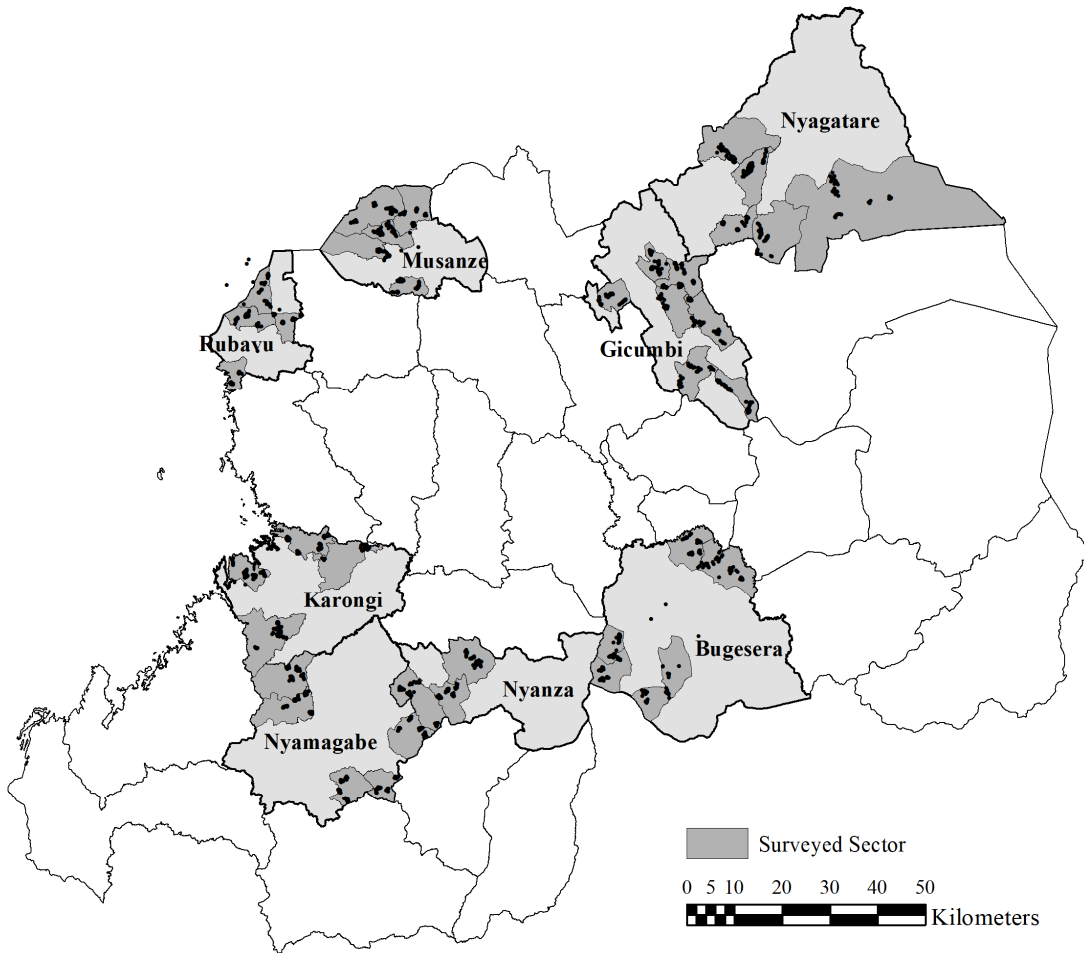 Nyagatare
Musanze
Rubavu
Gicumbi
Karongi
Bugesera
Nyanza
Nyamagabe
Surveyed Sector
0 5 10 20 30 40 50
Kilometers